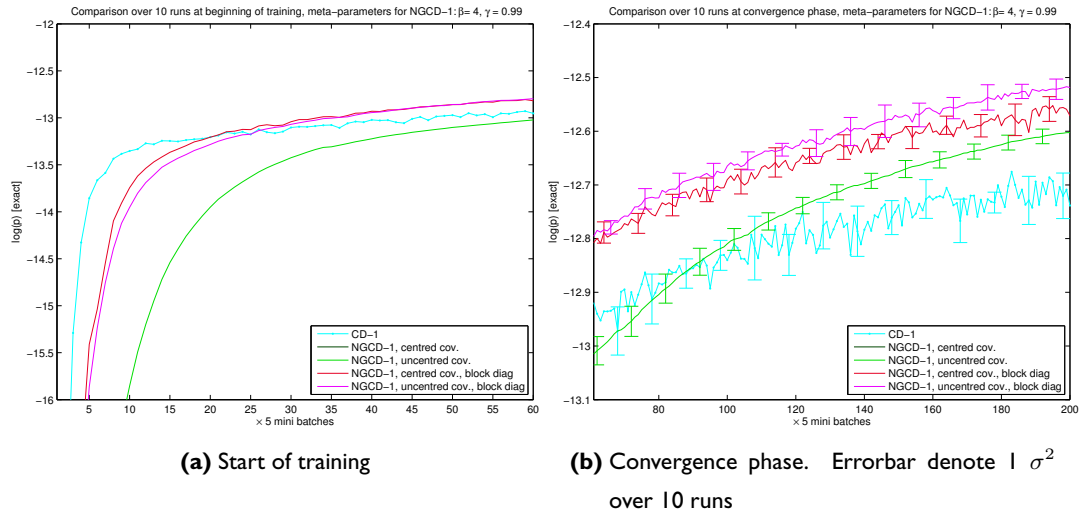 Comparison over 10 runs at beginning of training, meta-parameters for NGCD-1: β= 4, γ = 0.99
-12
-12.5
-13
-13.5
-14
-14.5
-15
-15.5
-16
log(p) [exact]
CD-1
NGCD-1, centred cov.
NGCD-1, uncentred cov.
NGCD-1, centred cov., block diag
NGCD-1, uncentred cov., block diag
5 10 15 20 25 30 35 40 45 50 55 60
× 5 mini batches
(a) Start of training
Comparison over 10 runs at convergence phase, meta-parameters for NGCD-1: β= 4, γ = 0.99
-12.4
-12.5
-12.6
-12.7
-12.8
-12.9
-13
-13.1
log(p) [exact]
CD-1
NGCD-1, centred cov.
NGCD-1, uncentred cov.
NGCD-1, centred cov., block diag
NGCD-1, uncentred cov., block diag
80 100 120 140 160 180 200
× 5 mini batches
(b) Convergence phase. Errorbar denote 1 σ²
over 10 runs